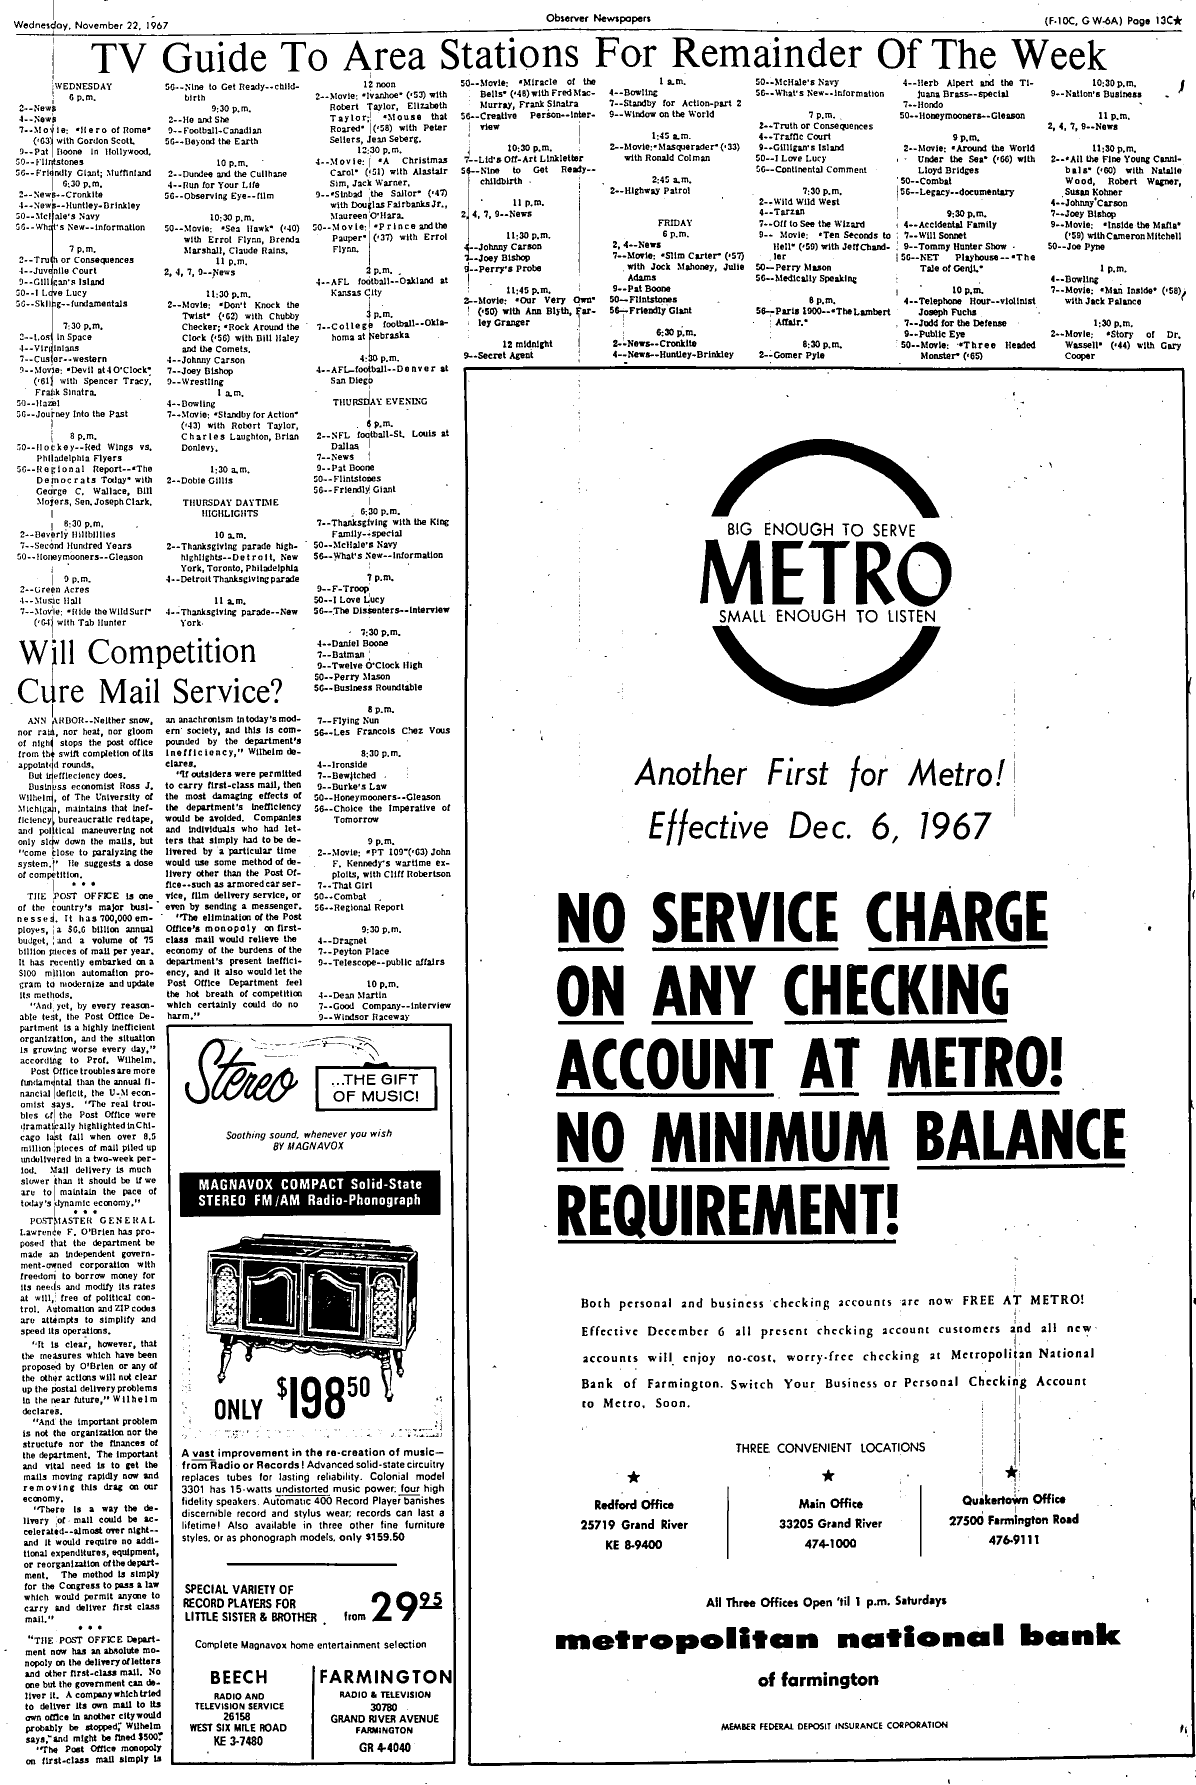 Wednesday, November 22, 1967
Observer Newspapers
(F-10C, G W-6A) Page 13C★
TV Guide To Area Stations For Remainder Of The Week
WEDNESDAY
6 p.m.
2--News
4--News
7--Movie: "Hero of Rome"
('63) with Gordon Scott.
9--Pat Boone in Hollywood.
50--Flintstones
56--Friendly Giant; Muffinland
6:30 p.m.
2--News--Cronkite
4--News--Huntley-Brinkley
50--McHale's Navy
56--What's New--information
7 p.m.
2--Truth or Consequences
4--Juvenile Court
9--Gilligan's Island
50--I Love Lucy
56--Skiing--fundamentals
7:30 p.m.
2--Lost in Space
4--Virginians
7--Custer--western
9--Movie: "Devil at 4 O'Clock"
('61) with Spencer Tracy,
Frank Sinatra.
50--Hazel
56--Journey Into the Past
8 p.m.
50--Hockey--Red Wings vs.
Philadelphia Flyers
56--Regional Report--"The
Democrats Today" with
George C. Wallace, Bill
Moyers, Sen. Joseph Clark.
8:30 p.m.
2--Beverly Hillbillies
7--Second Hundred Years
50--Honeymooners--Gleason
9 p.m.
2--Green Acres
4--Music Hall
7--Movie: "Ride the Wild Surf"
('64) with Tab Hunter
56--Nine to Get Ready--child-
birth
9:30 p.m.
2--He and She
9--Football-Canadian
56--Beyond the Earth
10 p.m.
2--Dundee and the Culhane
4--Run for Your Life
56--Observing Eye--film
10:30 p.m.
50--Movie: "Sea Hawk" ('40)
with Errol Flynn, Brenda
Marshall, Claude Rains.
11 p.m.
2, 4, 7, 9--News
11:30 p.m.
2--Movie: "Don't Knock the
Twist" ('62) with Chubby
Checker; "Rock Around the
Clock ('56) with Bill Haley
and the Comets.
4--Johnny Carson
7--Joey Bishop
9--Wrestling
1 a.m.
4--Bowling
7--Movie: "Standby for Action"
('43) with Robert Taylor,
Charles Laughton, Brian
Donlevy.
1:30 a.m.
2--Dobie Gillis
THURSDAY DAYTIME
HIGHLIGHTS
10 a.m.
2--Thanksgiving parade high-
highlights--Detroit, New
York, Toronto, Philadelphia
4--Detroit Thanksgiving parade
11 a.m.
4--Thanksgiving parade--New
York
12 noon
2--Movie: "Ivanhoe" ('53) with
Robert Taylor, Elizabeth
Taylor; "Mouse that
Roared" ('58) with Peter
Sellers, Jean Seberg.
12:30 p.m.
4--Movie: "A Christmas
Carol" ('51) with Alastair
Sim, Jack Warner.
9--"Sinbad the Sailor" ('47)
with Douglas Fairbanks Jr.,
Maureen O'Hara.
50--Movie: "Prince and the
Pauper" ('37) with Errol
Flynn.
2 p.m.
4--AFL football--Oakland at
Kansas City
3 p.m.
7--College football--Okla-
homa at Nebraska
4:30 p.m.
4--AFL--football--Denver at
San Diego
THURSDAY EVENING
6 p.m.
2--NFL football-St. Louis at
Dallas
7--News
9--Pat Boone
50--Flintstones
56--Friendly Giant
6:30 p.m.
7--Thanksgiving with the King
Family--special
50--McHale's Navy
56--What's New--information
7 p.m.
9--F-Troop
50--I Love Lucy
56--The Dissenters--interview
7:30 p.m.
4--Daniel Boone
7--Batman
9--Twelve O'Clock High
50--Perry Mason
56--Business Roundtable
8 p.m.
7--Flying Nun
56--Les Francois Chez Vous
8:30 p.m.
4--Ironside
7--Bewitched
9--Burke's Law
50--Honeymooners--Gleason
56--Choice the Imperative of
Tomorrow
9 p.m.
2--Movie: "PT 109"('63) John
F. Kennedy's wartime ex-
ploits, with Cliff Robertson
7--That Girl
50--Combat
56--Regional Report
9:30 p.m.
4--Dragnet
7--Peyton Place
9--Telescope--public affairs
10 p.m.
4--Dean Martin
7--Good Company--interview
9--Windsor Raceway
50--Movie: "Miracle of the
Bells" ('48) with Fred Mac-
Murray, Frank Sinatra
56--Creative Person--inter-
view
10:30 p.m.
7--Lid's Off-Art Linkletter
56--Nine to Get Ready--
childbirth
11 p.m.
2, 4, 7, 9--News
11:30 p.m.
4--Johnny Carson
7--Joey Bishop
9--Perry's Probe
11:45 p.m.
2--Movie: "Our Very Own"
('50) with Ann Blyth, Far-
ley Granger
12 midnight
9--Secret Agent
1 a.m.
4--Bowling
7--Standby for Action-part 2
9--Window on the World
1:45 a.m.
2--Movie:"Masquerader" ('33)
with Ronald Colman
2:45 a.m.
2--Highway Patrol
FRIDAY
6 p.m.
2, 4--News
7--Movie: "Slim Carter" ('57)
with Jock Mahoney, Julie
Adams
9--Pat Boone
50--Flintstones
56--Friendly Giant
6:30 p.m.
2--News--Cronkite
4--News--Huntley-Brinkley
50--McHale's Navy
56--What's New--information
7 p.m.
2--Truth or Consequences
4--Traffic Court
9--Gilligan's Island
50--I Love Lucy
56--Continental Comment
7:30 p.m.
2--Wild Wild West
4--Tarzan
7--Off to See the Wizard
9-- Movie: "Ten Seconds to
Hell" ('59) with Jeff Chand-
ler
50--Perry Mason
56--Medically Speaking
8 p.m.
56--Paris 1900--"The Lambert
Affair."
8:30 p.m.
2--Gomer Pyle
4--Herb Alpert and the Ti-
juana Brass--special
7--Hondo
50--Honeymooners--Gleason
9 p.m.
2--Movie: "Around the World
Under the Sea" ('66) with
Lloyd Bridges
50--Combat
56--Legacy--documentary
9:30 p.m.
4--Accidental Family
7--Will Sonnet
9--Tommy Hunter Show
56--NET Playhouse--"The
Tale of Genji."
10 p.m.
4--Telephone Hour--violinist
Joseph Fuchs
7--Judd for the Defense
9--Public Eye
50--Movie: "Three Headed
Monster" ('65)
10:30 p.m.
9--Nation's Business
11 p.m.
2, 4, 7, 9--News
11:30 p.m.
2--"All the Fine Young Canni-
bals" ('60) with Natalie
Wood, Robert Wagner,
Susan Kohner
4--Johnny Carson
7--Joey Bishop
9--Movie: "Inside the Mafia"
('59) with Cameron Mitchell
50--Joe Pyne
1 p.m.
4--Bowling
7--Movie: "Man Inside" ('58)
with Jack Palance
1:30 p.m.
2--Movie: "Story of Dr.
Wassell" ('44) with Gary
Cooper
Will Competition
Cure Mail Service?
ANN ARBOR--Neither snow,
nor rain, nor heat, nor gloom
of night stops the post office
from the swift completion of its
appointed rounds.
But ineffieciency does.
Business economist Ross J.
Wilhelm, of The University of
Michigan, maintains that inef-
ficiency, bureaucratic red tape,
and political maneuvering not
only slow down the mails, but
"come close to paralyzing the
system." He suggests a dose
of competition.
* * *
THE POST OFFICE is one
of the country's major busi-
nesses. It has 700,000 em-
ployes, a $6.6 billion annual
budget, and a volume of 75
billion pieces of mail per year.
It has recently embarked on a
$100 million automation pro-
gram to modernize and update
its methods.
"And yet, by every reason-
able test, the Post Office De-
partment is a highly inefficient
organization, and the situation
is growing worse every day,"
according to Prof. Wilhelm.
Post Office troubles are more
fundamental than the annual fi-
nancial deficit, the U-M econ-
omist says. "The real trou-
bles of the Post Office were
dramatically highlighted in Chi-
cago last fall when over 8.5
million pieces of mail piled up
undelivered in a two-week per-
iod. Mail delivery is much
slower than it should be if we
are to maintain the pace of
today's dynamic economy."
* * *
POSTMASTER GENERAL
Lawrence F. O'Brien has pro-
posed that the department be
made an independent govern-
ment-owned corporation with
freedom to borrow money for
its needs and modify its rates
at will, free of political con-
trol. Automation and ZIP codes
are attempts to simplify and
speed its operations.
"It is clear, however, that
the measures which have been
proposed by O'Brien or any of
the other actions will not clear
up the postal delivery problems
in the near future," Wilhelm
declares.
"And the important problem
is not the organization nor the
structure nor the finances of
the department. The important
and vital need is to get the
mails moving rapidly now and
removing this drag on our
economy.
"There is a way the de-
livery of mail could be ac-
celerated--almost over night--
and it would require no addi-
tional expenditures, equipment,
or reorganization of the depart-
ment. The method is simply
for the Congress to pass a law
which would permit anyone to
carry and deliver first class
mail."
* * *
"THE POST OFFICE Depart-
ment now has an absolute mo-
nopoly on the delivery of letters
and other first-class mail. No
one but the government can de-
liver it. A company which tried
to deliver its own mail to its
own office in another city would
probably be stopped," Wilhelm
says, "and might be fined $500."
"The Post Office monopoly
on first-class mail simply is
an anachronism in today's mod-
ern society, and this is com-
pounded by the department's
inefficiency," Wilhelm de-
clares.
"If outsiders were permitted
to carry first-class mail, then
the most damaging effects of
the department's inefficiency
would be avoided. Companies
and individuals who had let-
ters that simply had to be de-
livered by a particular time
would use some method of de-
livery other than the Post Of-
fice--such as armored car ser-
vice, film delivery service, or
even by sending a messenger.
"The elimination of the Post
Office's monopoly on first-
class mail would relieve the
economy of the burdens of the
department's present ineffici-
ency, and it also would let the
Post Office Department feel
the hot breath of competition
which certainly could do no
harm."
Stereo
...THE GIFT
OF MUSIC!
Soothing sound, whenever you wish
BY MAGNAVOX
MAGNAVOX COMPACT Solid-State
STEREO FM/AM Radio-Phonograph
ONLY $198 50
A vast improvement in the re-creation of music—
from Radio or Records! Advanced solid-state circuitry
replaces tubes for lasting reliability. Colonial model
3301 has 15-watts undistorted music power; four high
fidelity speakers. Automatic 400 Record Player banishes
discernible record and stylus wear; records can last a
lifetime! Also available in three other fine furniture
styles, or as phonograph models, only $159.50
SPECIAL VARIETY OF
RECORD PLAYERS FOR
LITTLE SISTER & BROTHER
from 29 95
Complete Magnavox home entertainment selection
BEECH
RADIO AND
TELEVISION SERVICE
26158
WEST SIX MILE ROAD
KE 3-7480
FARMINGTON
RADIO & TELEVISION
30780
GRAND RIVER AVENUE
FARMINGTON
GR 4-4040
BIG ENOUGH TO SERVE
METRO
SMALL ENOUGH TO LISTEN
Another First for Metro!
Effective Dec. 6, 1967
NO SERVICE CHARGE
ON ANY CHECKING
ACCOUNT AT METRO!
NO MINIMUM BALANCE
REQUIREMENT!
Both personal and business checking accounts are now FREE AT METRO!
Effective December 6 all present checking account customers and all new
accounts will enjoy no-cost, worry-free checking at Metropolitan National
Bank of Farmington. Switch Your Business or Personal Checking Account
to Metro. Soon.
THREE CONVENIENT LOCATIONS
★ ★ ★
Redford Office
25719 Grand River
KE 8-9400
Main Office
33205 Grand River
474-1000
Quakertown Office
27500 Farmington Road
476-9111
All Three Offices Open 'til 1 p.m. Saturdays
metropolitan national bank
of farmington
MEMBER FEDERAL DEPOSIT INSURANCE CORPORATION